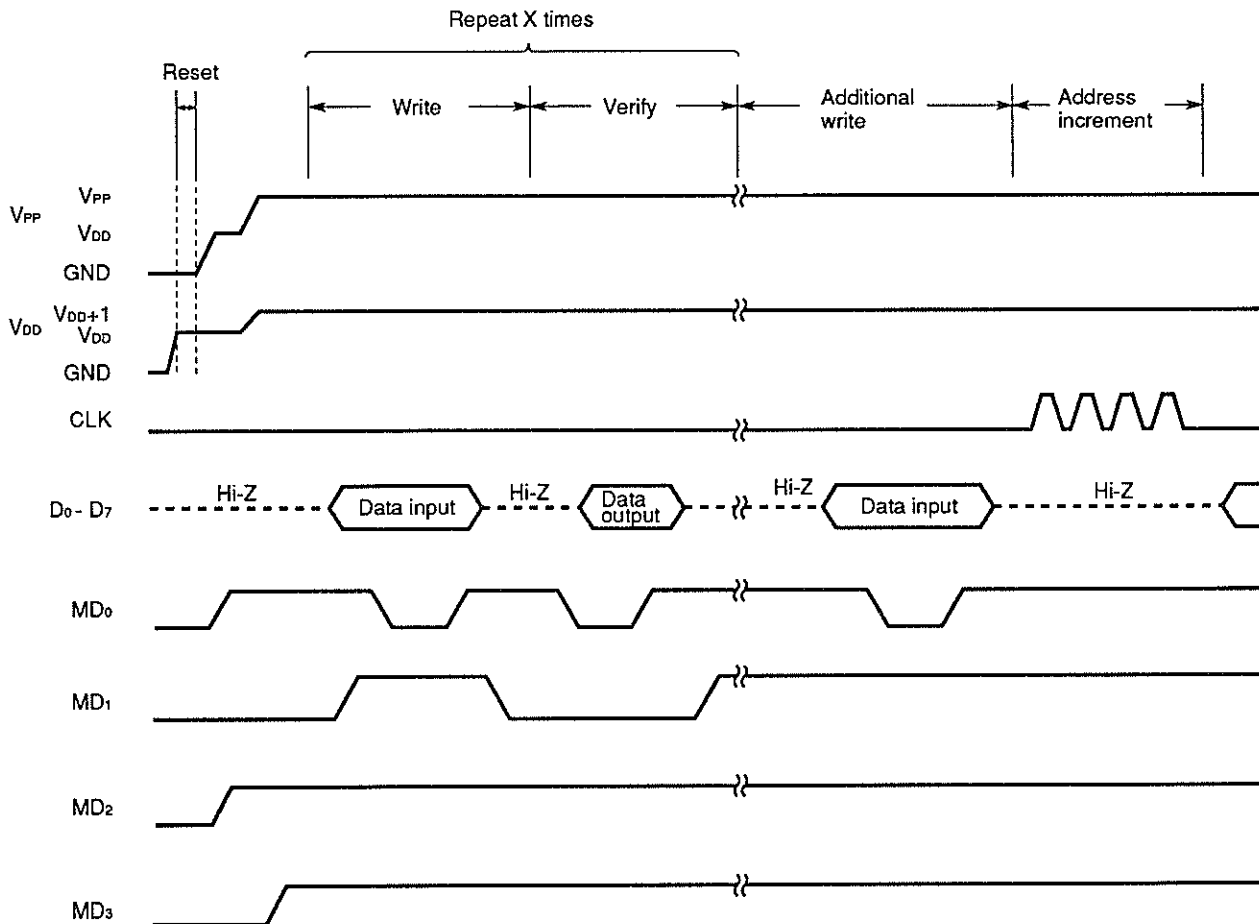 Repeat X times
Reset
Write
Verify
Additional
write
Address
increment
VPP
VPP
VDD
GND
VDD
VDD+1
VDD
GND
CLK
D0 - D7
Hi-Z
Data input
Hi-Z
Data
output
Hi-Z
Data input
Hi-Z
MD0
MD1
MD2
MD3